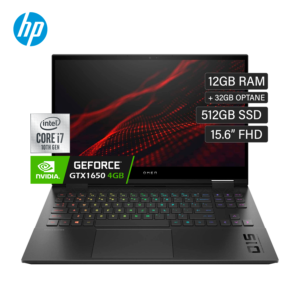 hp
12GB RAM
+ 32GB OPTANE
512GB SSD
15.6" FHD
intel
CORE i7
10TH GEN
NVIDIA.
GEFORCE
GTX1650 4GB
OMEN